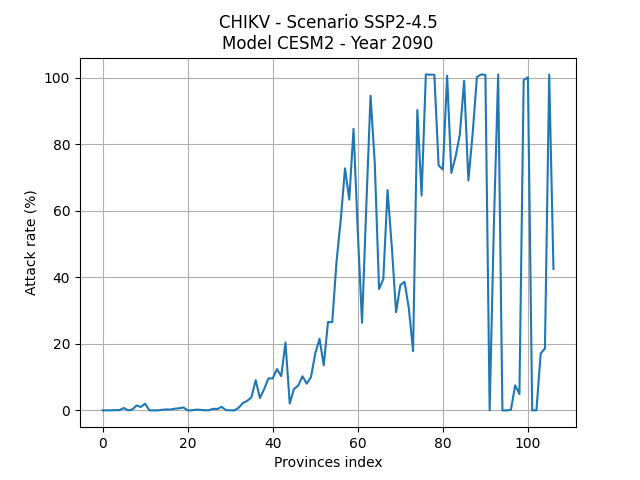 CHIKV - Scenario SSP2-4.5
Model CESM2 - Year 2090
100
80
60
40
20
0
Attack rate (%)
0 20 40 60 80 100
Provinces index